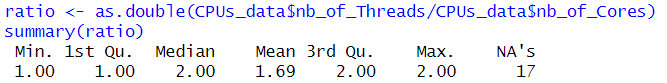 ratio <- as.double(CPUs_data$nb_of_Threads/CPUs_data$nb_of_Cores)
summary(ratio)
Min. 1st Qu. Median Mean 3rd Qu. Max. NA's
1.00 1.00 2.00 1.69 2.00 2.00 17